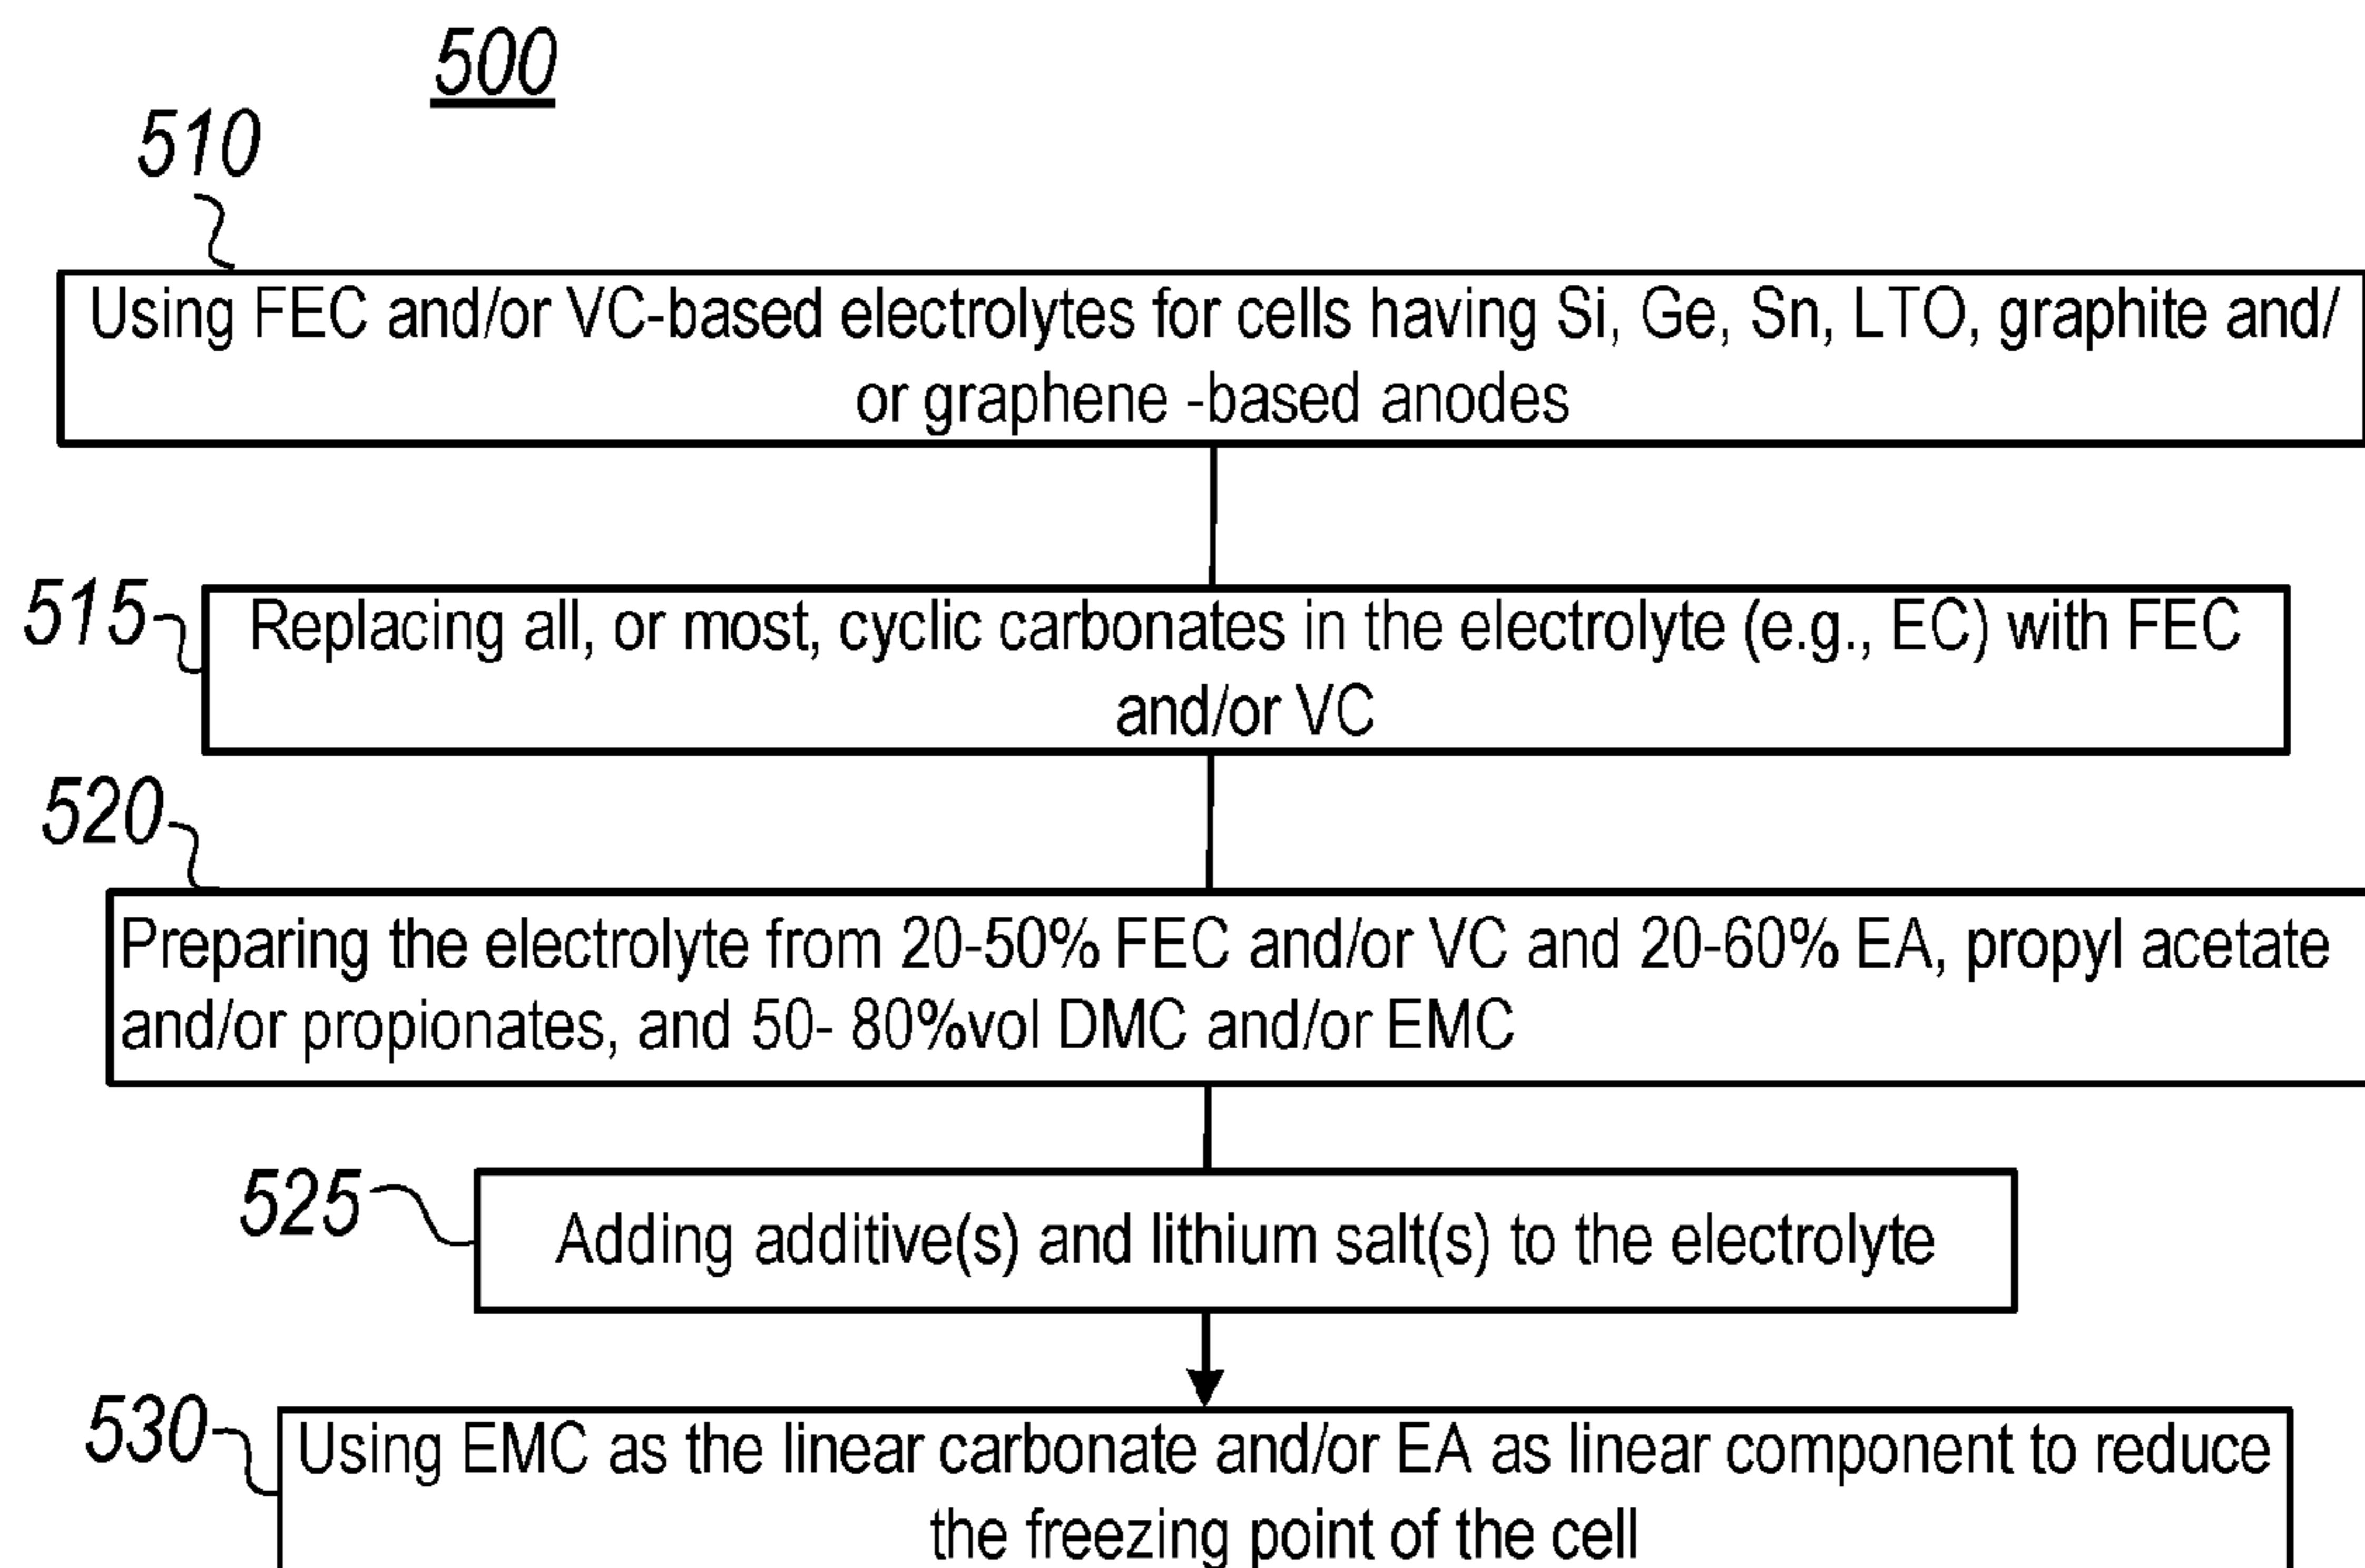 500
510
Using FEC and/or VC-based electrolytes for cells having Si, Ge, Sn, LTO, graphite and/
or graphene -based anodes
515
Replacing all, or most, cyclic carbonates in the electrolyte (e.g., EC) with FEC
and/or VC
520
Preparing the electrolyte from 20-50% FEC and/or VC and 20-60% EA, propyl acetate
and/or propionates, and 50- 80%vol DMC and/or EMC
525
Adding additive(s) and lithium salt(s) to the electrolyte
530
Using EMC as the linear carbonate and/or EA as linear component to reduce
the freezing point of the cell